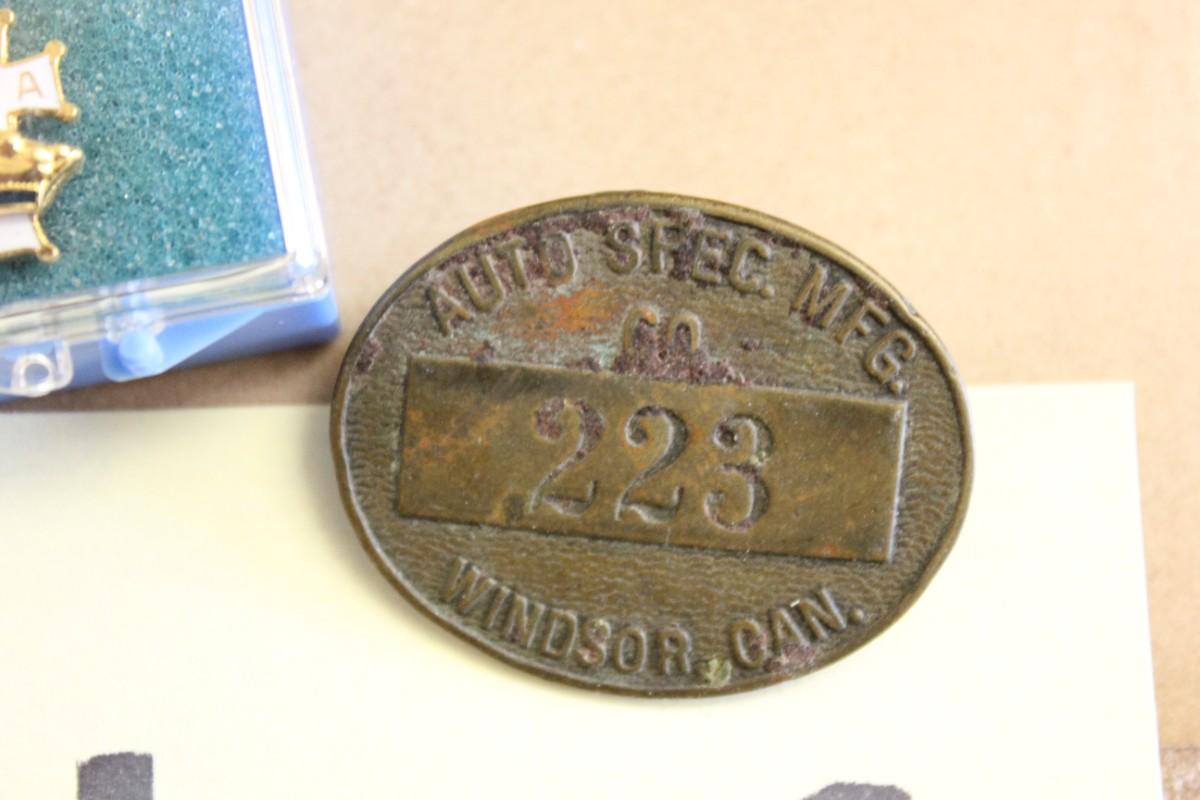 A
AUTO SPEC. MFG.
CO
223
WINDSOR CAN.